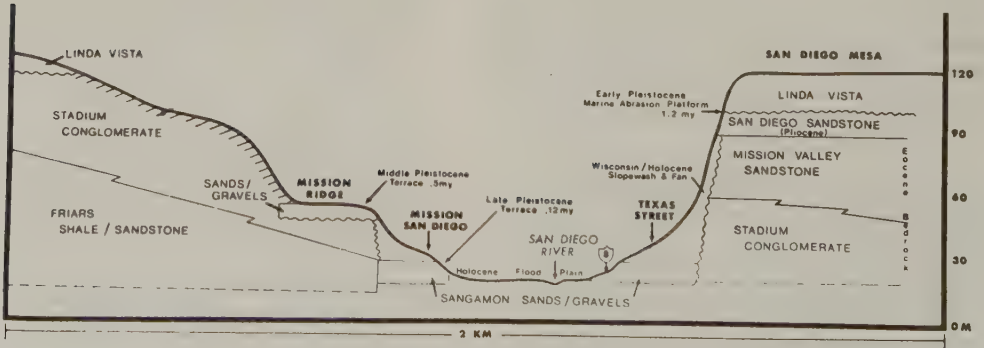 LINDA VISTA
STADIUM
CONGLOMERATE
SANDS/
GRAVELS
FRIARS
SHALE / SANDSTONE
MISSION
RIDGE
Middle Pleistocene
Terrace .5my
MISSION
SAN DIEGO
Late Pleistocene
Terrace .12my
SAN DIEGO
RIVER
Holocene Flood Plain
SANGAMON SANDS/GRAVELS
8
TEXAS
STREET
Wisconsin/Holocene
Slopewash & Fan
Early Pleistocene
Marine Abrasion Platform
1.2 my
SAN DIEGO MESA
LINDA VISTA
SAN DIEGO SANDSTONE
(Pliocene)
MISSION VALLEY
SANDSTONE
STADIUM
CONGLOMERATE
Eocene Bedrock
120
90
60
30
0 M
2 KM